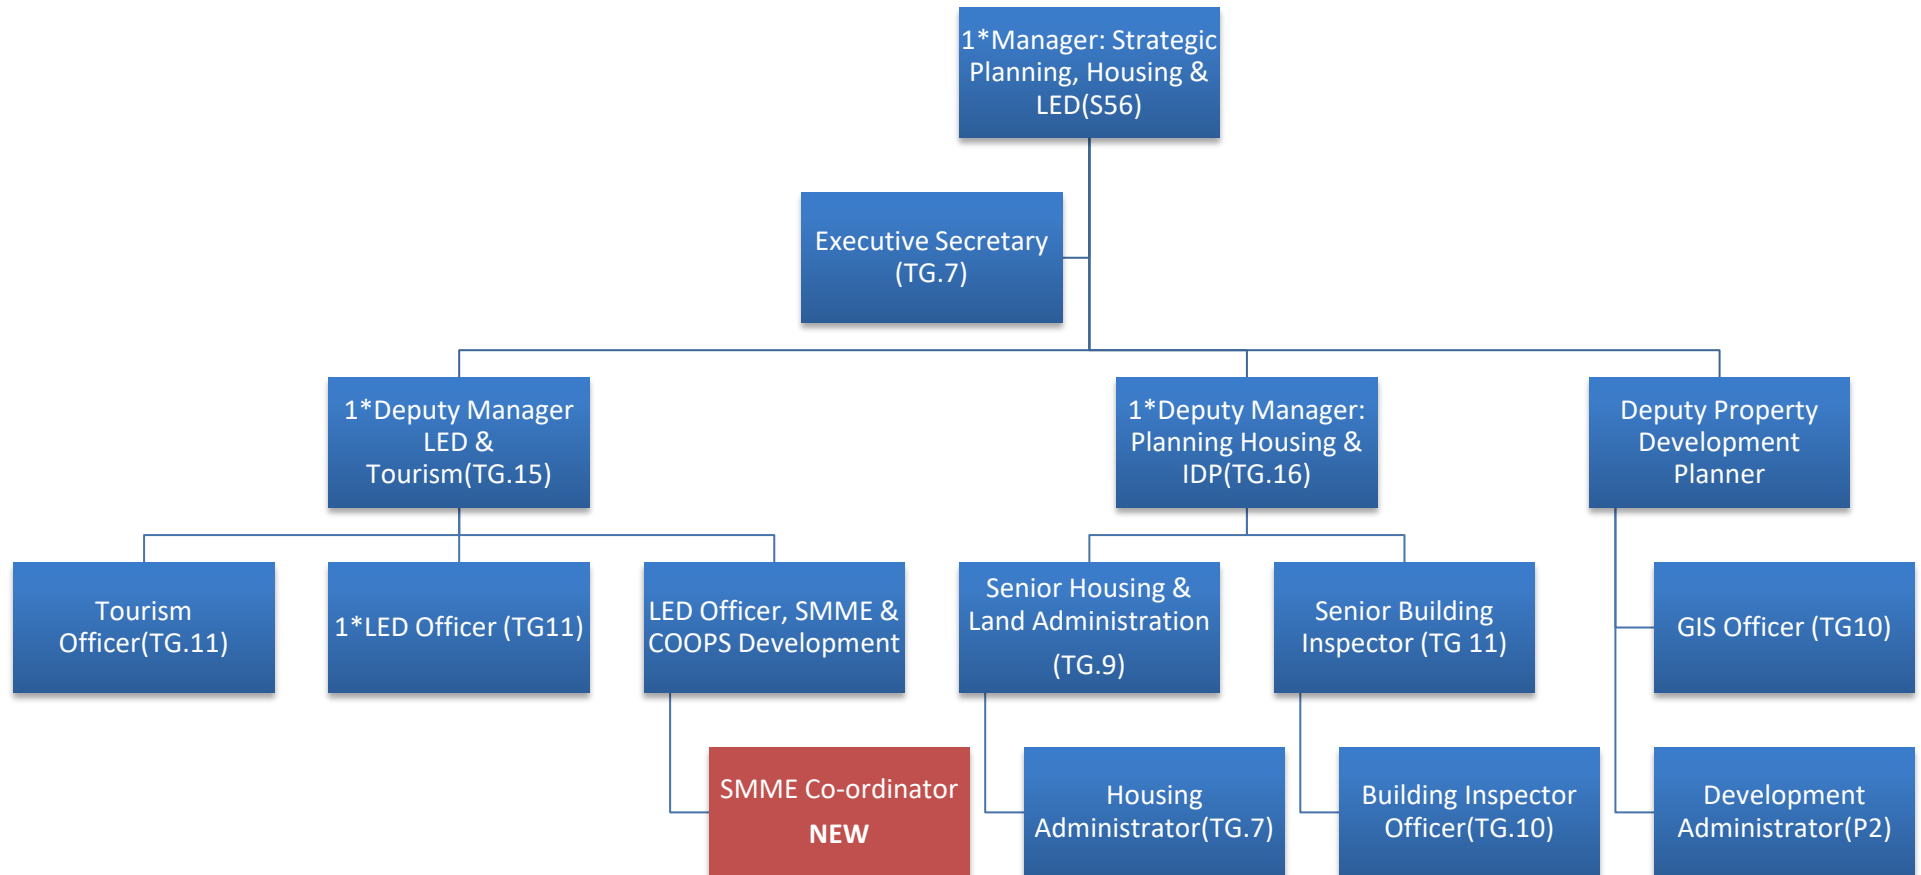 1*Manager: Strategic
Planning, Housing &
LED(S56)
Executive Secretary
(TG.7)
1*Deputy Manager
LED &
Tourism(TG.15)
1*Deputy Manager:
Planning Housing &
IDP(TG.16)
Deputy Property
Development
Planner
Tourism
Officer(TG.11)
1*LED Officer (TG11)
LED Officer, SMME &
COOPS Development
Senior Housing &
Land Administration
(TG.9)
Senior Building
Inspector (TG 11)
GIS Officer (TG10)
SMME Co-ordinator
NEW
Housing
Administrator(TG.7)
Building Inspector
Officer(TG.10)
Development
Administrator(P2)